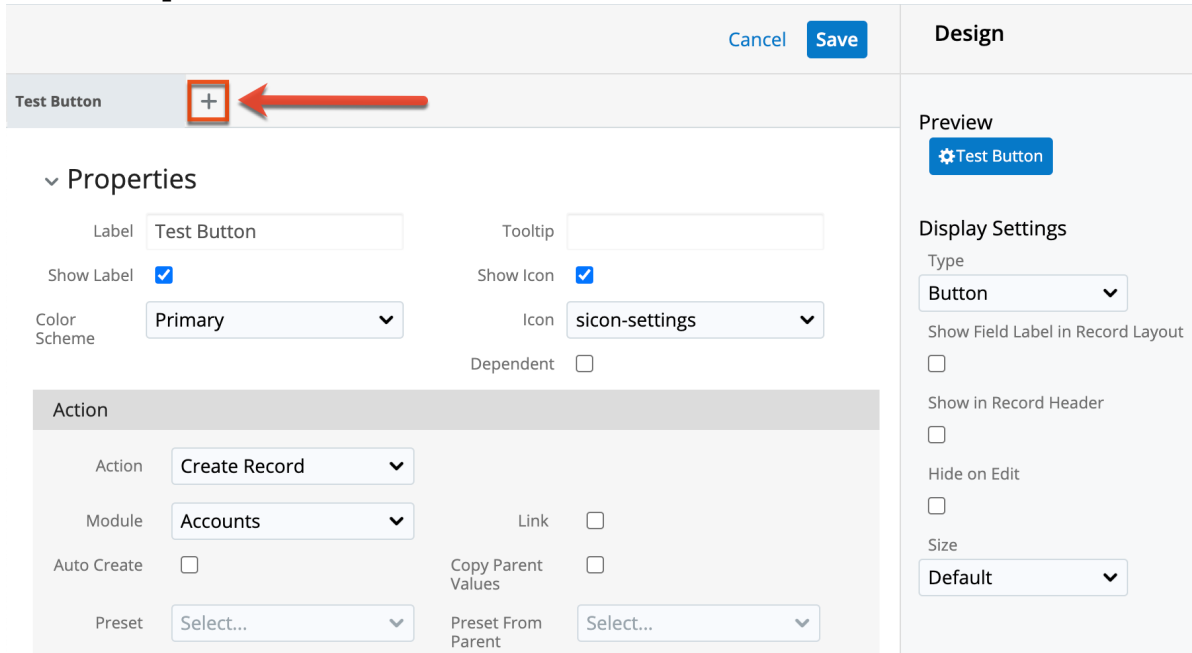 Cancel Save
Design
Test Button +
Preview
Test Button
Properties
Label Test Button Tooltip
Display Settings
Type
Show Label Show Icon
Button
Color Scheme Primary Icon sicon-settings
Show Field Label in Record Layout
Dependent
Action
Show in Record Header
Action Create Record
Hide on Edit
Module Accounts Link
Size
Auto Create Copy Parent Values
Default
Preset Select... Preset From Parent Select...